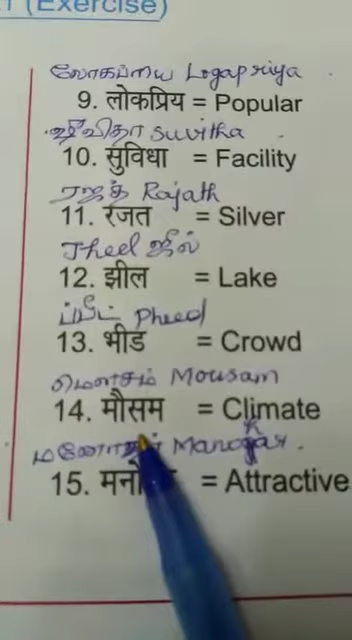 (Exercise)
லோகப்ரிய Logapriya
9. लोकप्रिय = Popular
Suvitha
10. सुविधा = Facility
ரஜத் Rajath
11. रजत = Silver
Jheel ஜீல்
12. झील = Lake
ப்பீட் Pheed
13. भीड = Crowd
மௌசம் Mousam
14. मौसम = Climate
15. = Attractive